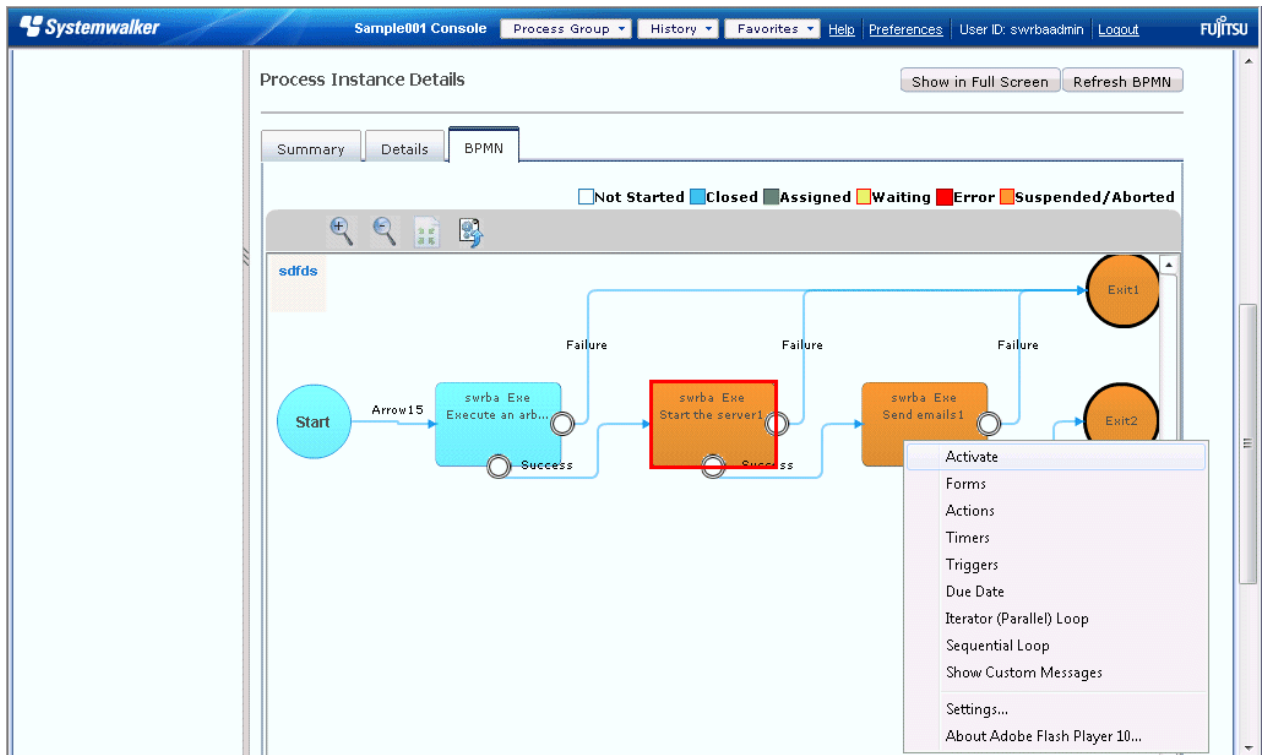 Systemwalker
Sample001 Console Process Group History Favorites Help Preferences User ID: swrbaadmin Logout FUJITSU
Process Instance Details
Show in Full Screen Refresh BPMN
Summary Details BPMN
Not Started Closed Assigned Waiting Error Suspended/Aborted
sdfds
Exit1
Failure Failure Failure
Start
Arrow15
swrba Exe
Execute an arb...
swrba Exe
Start the server1
swrba Exe
Send emails1
Exit2
Success Success
Activate
Forms
Actions
Timers
Triggers
Due Date
Iterator (Parallel) Loop
Sequential Loop
Show Custom Messages
Settings...
About Adobe Flash Player 10...